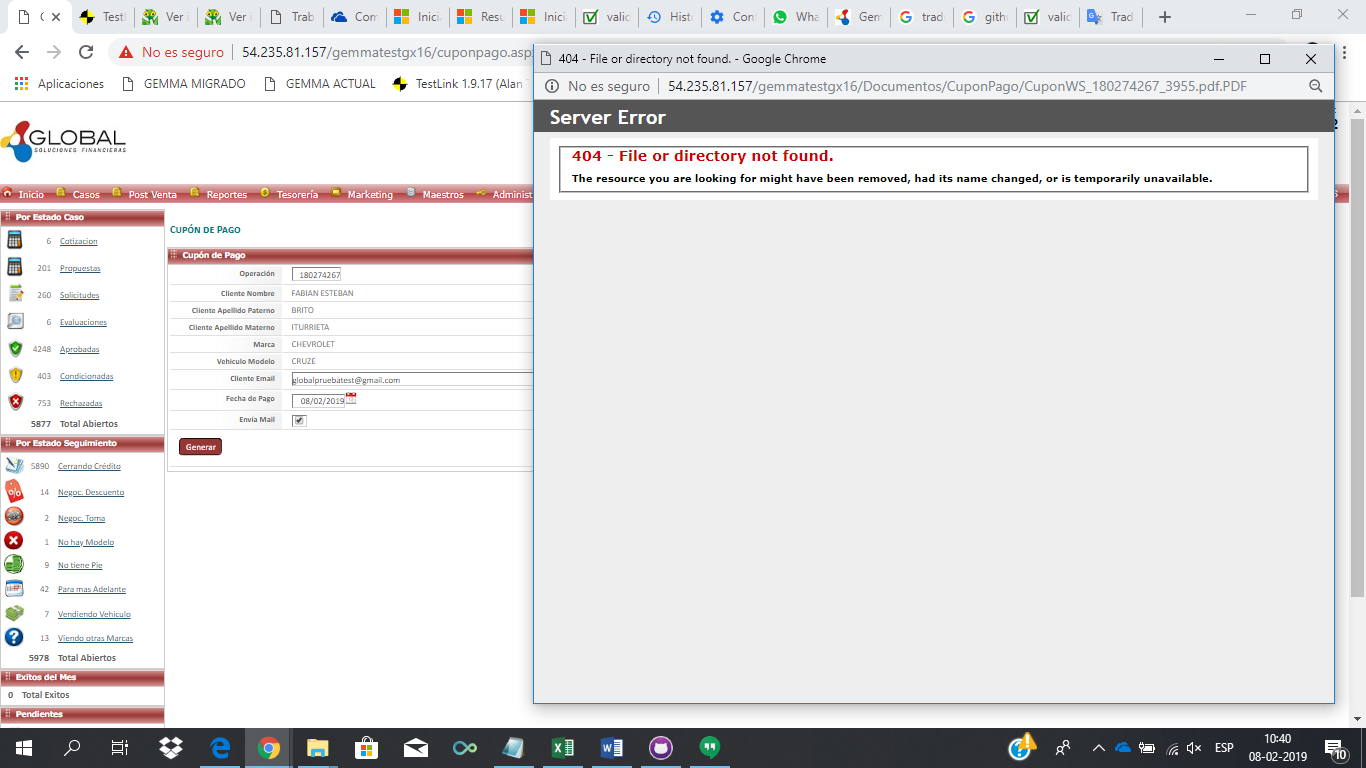 C
Testl
Ver i
Ver i
Trab
Con
Inici
Resu
Inici
valic
Histo
Con
Wha
Gem
trad
gith
valic
Trad
No es seguro
54.235.81.157/gemmatestgx16/cuponpago.asp
Aplicaciones
GEMMA MIGRADO
GEMMA ACTUAL
TestLink 1.9.17 (Alan
404 - File or directory not found. - Google Chrome
No es seguro
54.235.81.157/gemmatestgx16/Documentos/CuponPago/CuponWS_180274267_3955.pdf.PDF
Server Error
404 - File or directory not found.
The resource you are looking for might have been removed, had its name changed, or is temporarily unavailable.
GLOBAL
SOLUCIONES FINANCIERAS
Inicio
Casos
Post Venta
Reportes
Tesorería
Marketing
Maestros
Administ
Por Estado Caso
6 Cotizacion
201 Propuestas
260 Solicitudes
6 Evaluaciones
4248 Aprobadas
403 Condicionadas
753 Rechazadas
5877 Total Abiertos
Por Estado Seguimiento
5890 Cerrando Crédito
14 Negoc. Descuento
2 Negoc. Toma
1 No hay Modelo
9 No tiene Pie
42 Para mas Adelante
7 Vendiendo Vehiculo
13 Viendo otras Marcas
5978 Total Abiertos
Exitos del Mes
0 Total Exitos
Pendientes
CUPÓN DE PAGO
Cupón de Pago
Operación 180274267
Cliente Nombre FABIAN ESTEBAN
Cliente Apellido Paterno BRITO
Cliente Apellido Materno ITURRIETA
Marca CHEVROLET
Vehiculo Modelo CRUZE
Cliente Email globalpruebatest@gmail.com
Fecha de Pago 08/02/2019
Envia Mail
Generar
ESP
10:40
08-02-2019
10